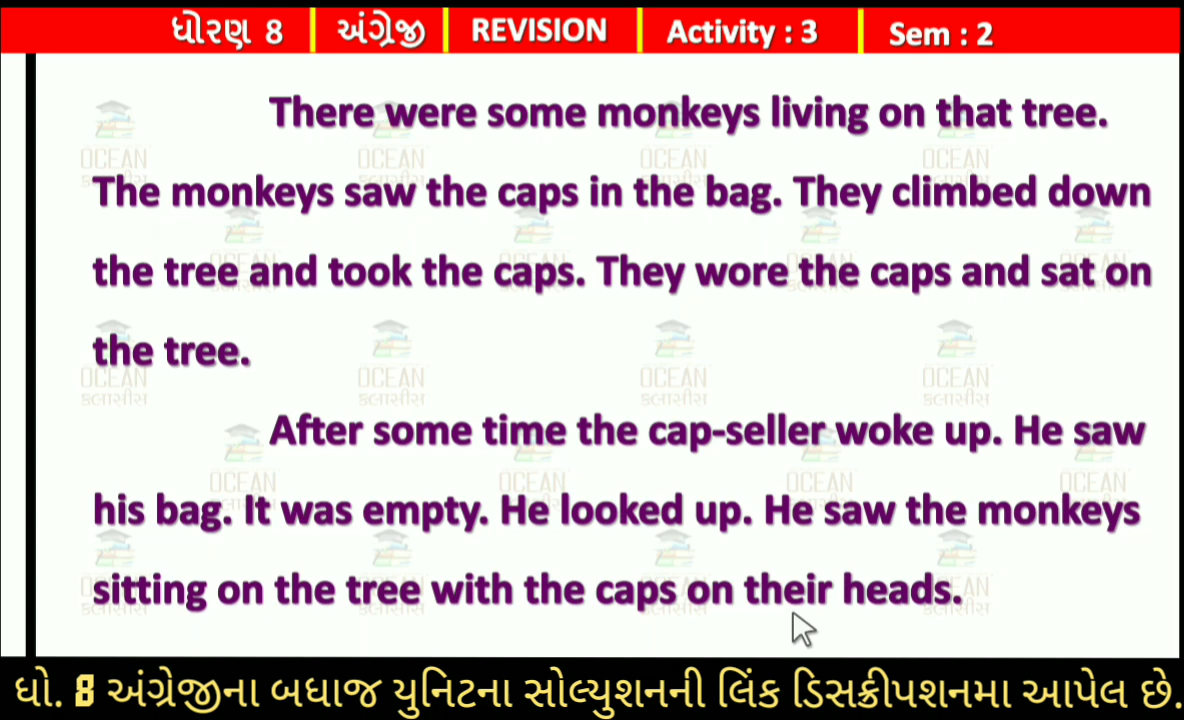 ધોરણ 8 અંગ્રેજી REVISION Activity : 3 Sem : 2
There were some monkeys living on that tree.
The monkeys saw the caps in the bag. They climbed down
the tree and took the caps. They wore the caps and sat on
the tree.
After some time the cap-seller woke up. He saw
his bag. It was empty. He looked up. He saw the monkeys
sitting on the tree with the caps on their heads.
ધો. 8 અંગ્રેજીના બધાજ યુનિટના સોલ્યુશનની લિંક ડિસક્રીપશનમા આપેલ છે.